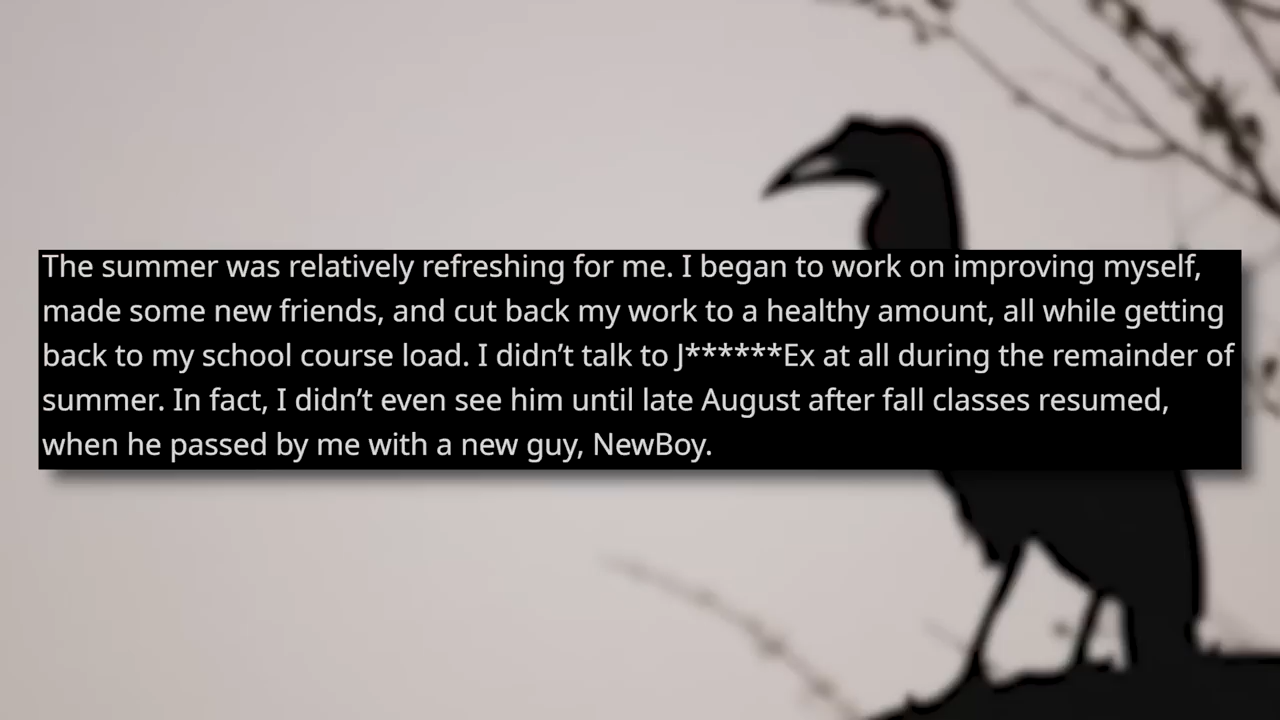 The summer was relatively refreshing for me. I began to work on improving myself,
made some new friends, and cut back my work to a healthy amount, all while getting
back to my school course load. I didn’t talk to J******Ex at all during the remainder of
summer. In fact, I didn’t even see him until late August after fall classes resumed,
when he passed by me with a new guy, NewBoy.